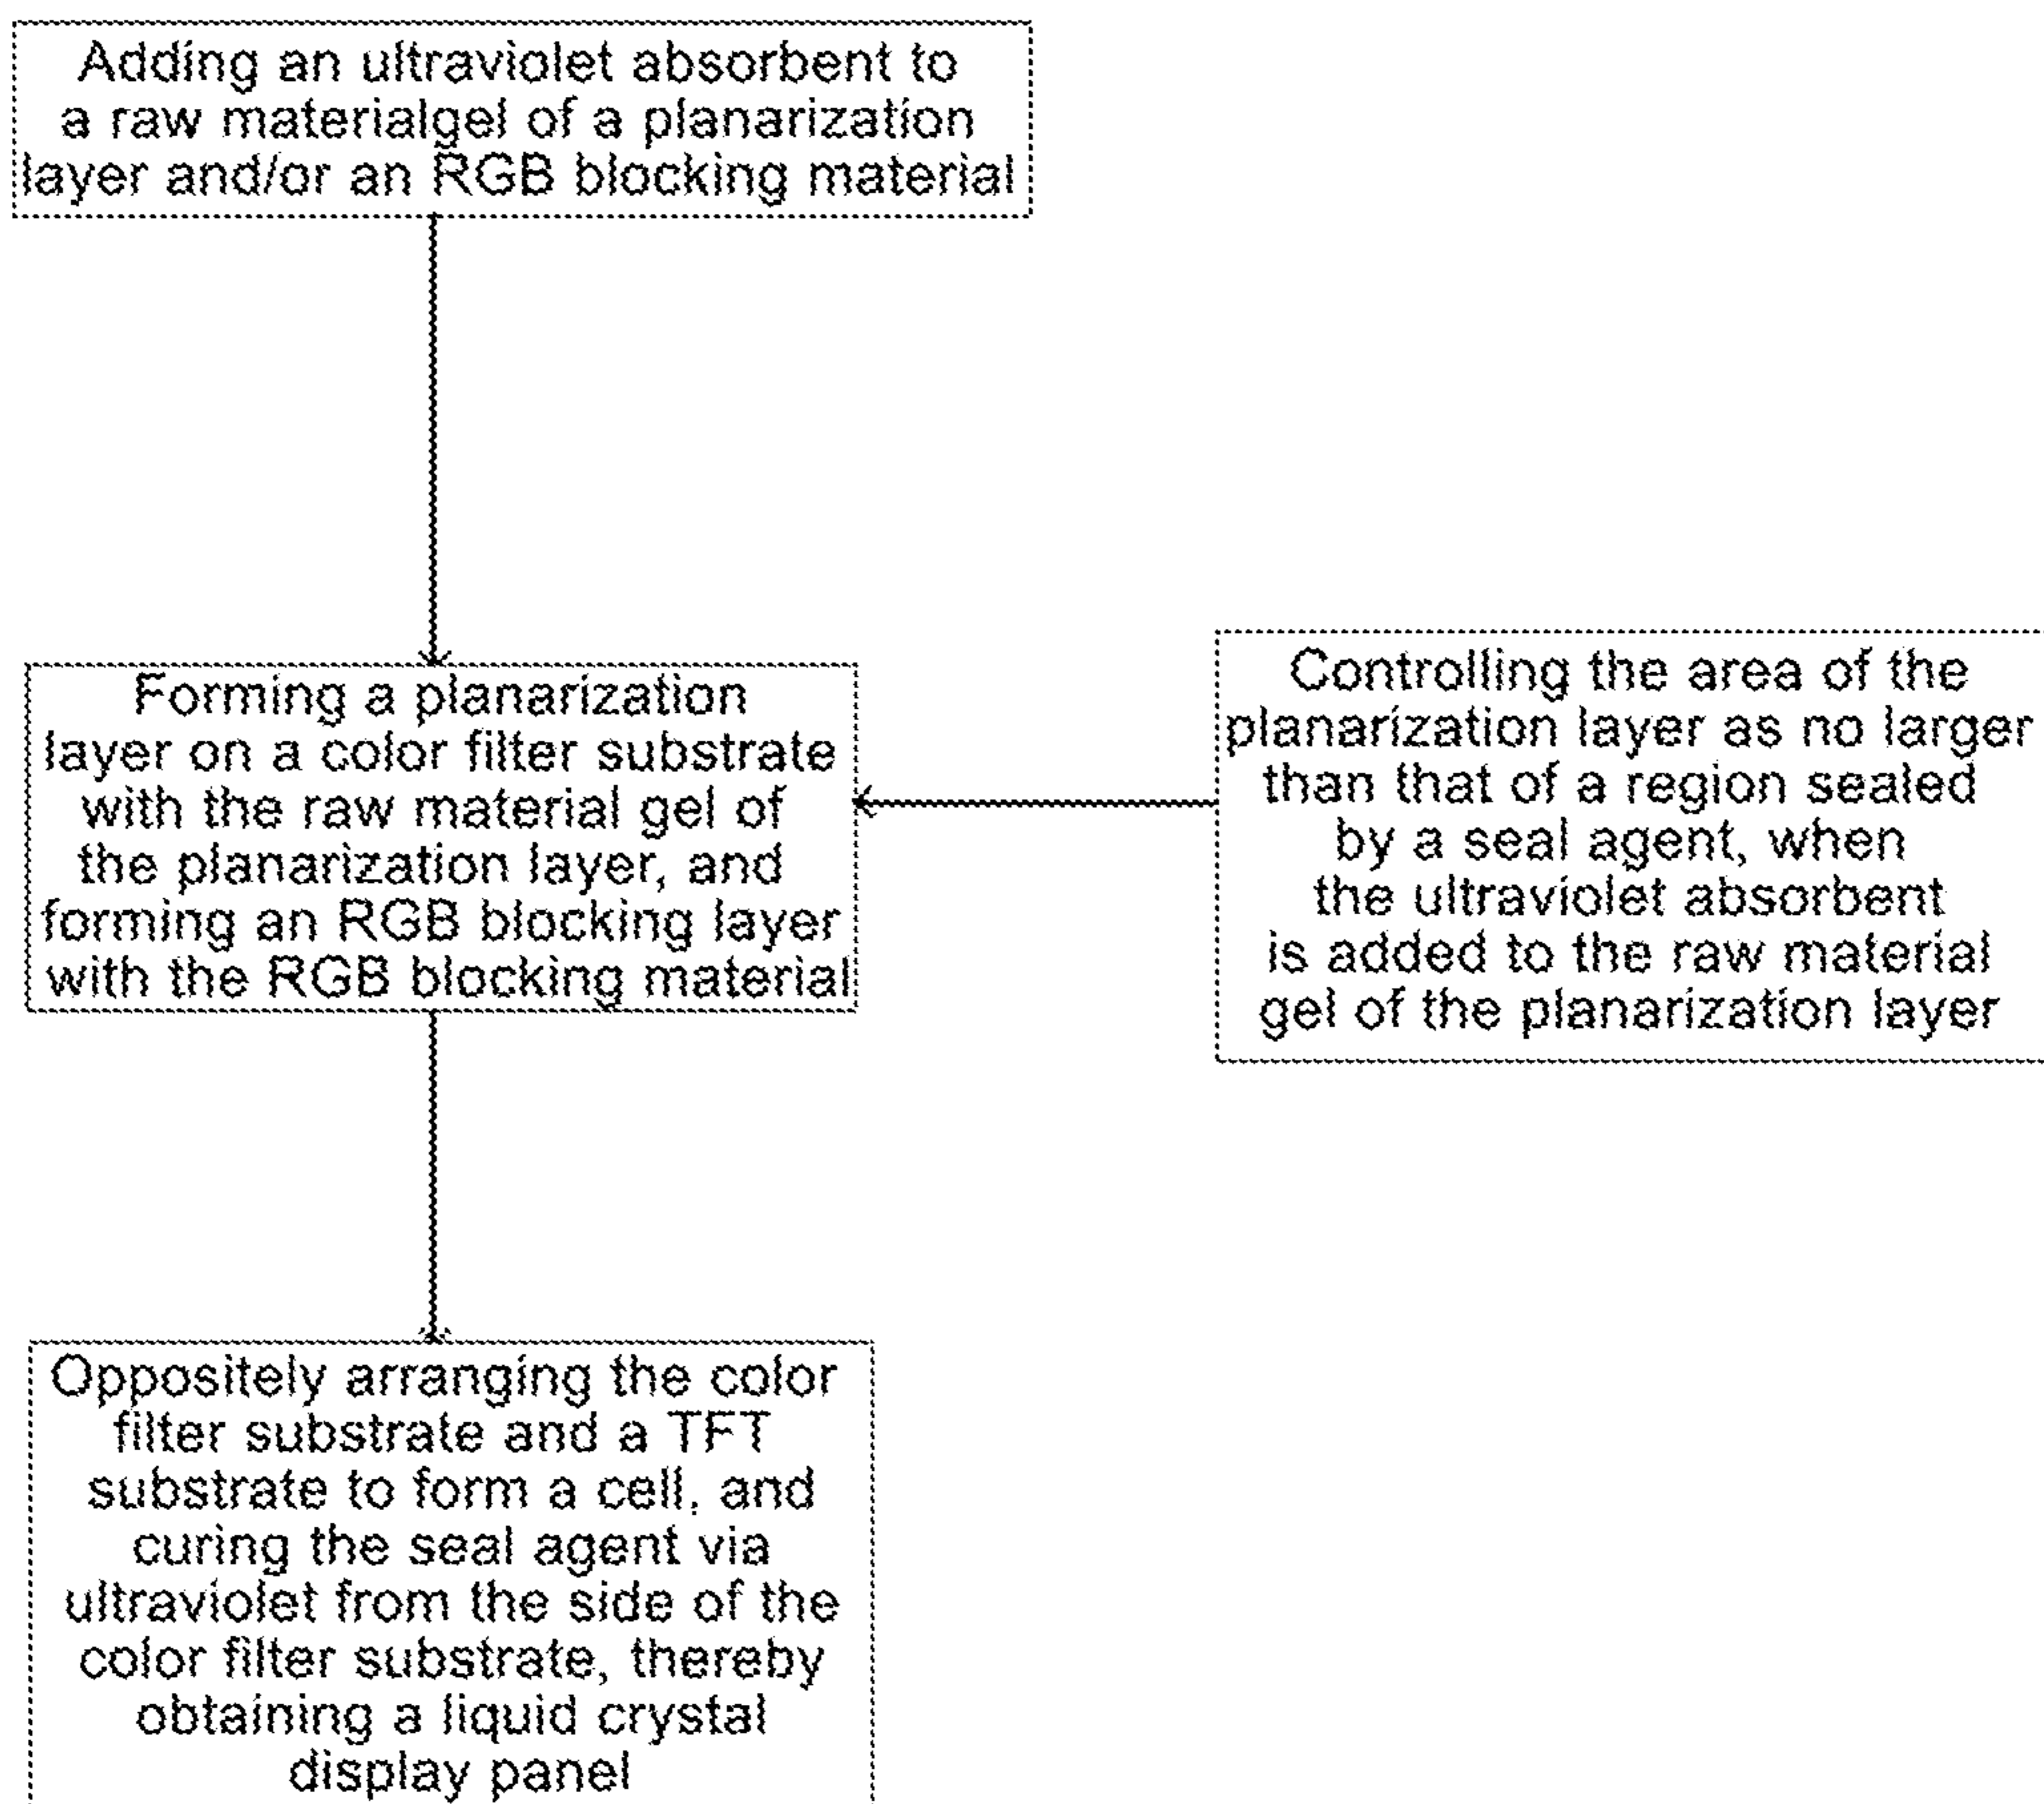 Adding an ultraviolet absorbent to
a raw materialgel of a planarization
layer and/or an RGB blocking material
Forming a planarization
layer on a color filter substrate
with the raw material gel of
the planarization layer, and
forming an RGB blocking layer
with the RGB blocking material
Controlling the area of the
planarization layer as no larger
than that of a region sealed
by a seal agent, when
the ultraviolet absorbent
is added to the raw material
gel of the planarization layer
Oppositely arranging the color
filter substrate and a TFT
substrate to form a cell, and
curing the seal agent via
ultraviolet from the side of the
color filter substrate, thereby
obtaining a liquid crystal
display panel